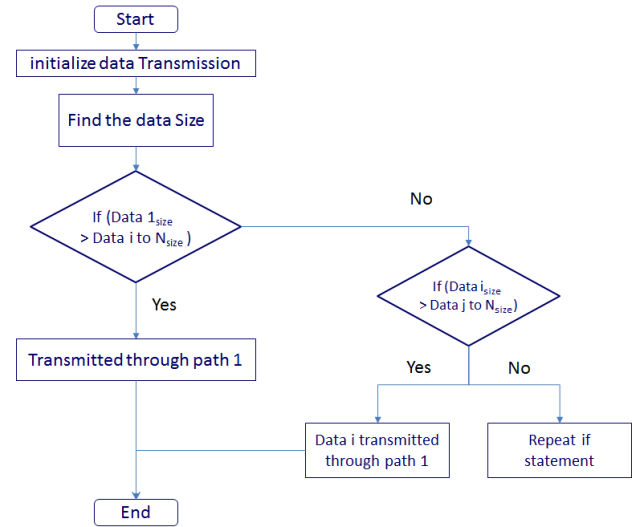 Start
initialize data Transmission
Find the data Size
If (Data 1size
> Data i to Nsize )
No
Yes
If (Data isize
> Data j to Nsize)
Transmitted through path 1
Yes
No
Data i transmitted
through path 1
Repeat if
statement
End